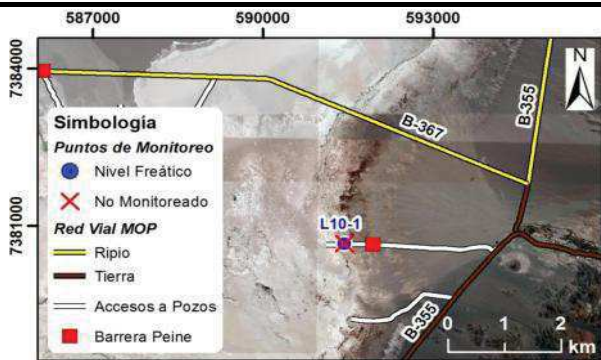 587000 590000 593000
7384000
7381000
N
B-355
B-367
L10-1
B-355
Simbología
Puntos de Monitoreo
Nivel Freático
No Monitoreado
Red Vial MOP
Ripio
Tierra
Accesos a Pozos
Barrera Peine
0 1 2
km